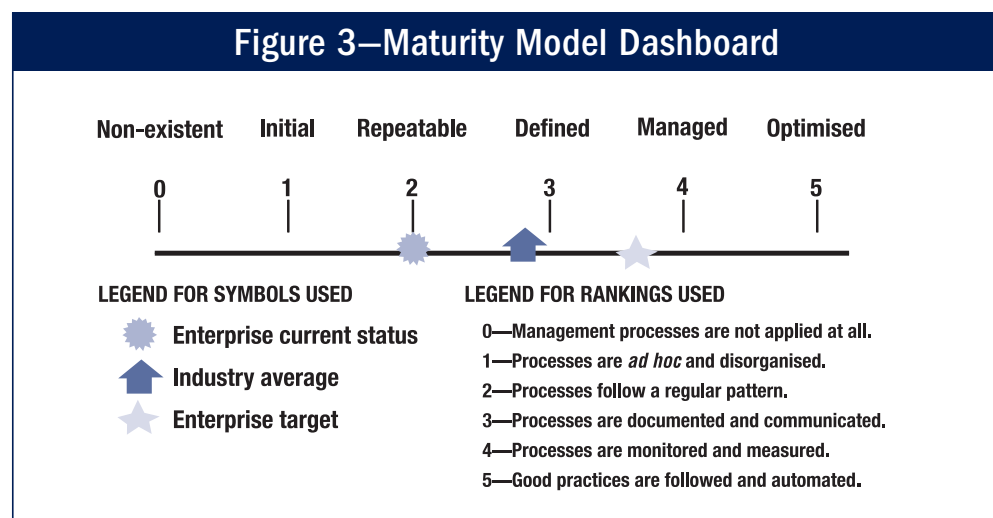 Figure 3—Maturity Model Dashboard
Non-existent Initial Repeatable Defined Managed Optimised
0 1 2 3 4 5
LEGEND FOR SYMBOLS USED
Enterprise current status
Industry average
Enterprise target
LEGEND FOR RANKINGS USED
0—Management processes are not applied at all.
1—Processes are ad hoc and disorganised.
2—Processes follow a regular pattern.
3—Processes are documented and communicated.
4—Processes are monitored and measured.
5—Good practices are followed and automated.